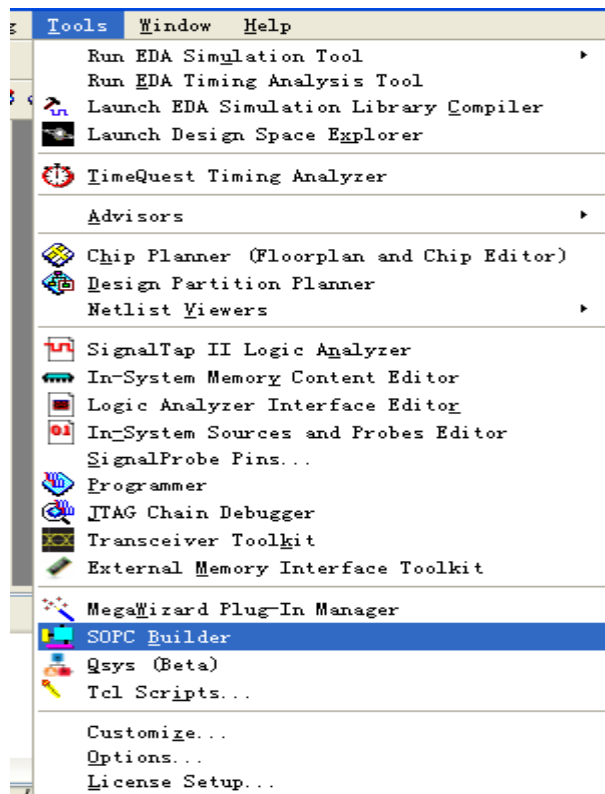 Tools Window Help
Run EDA Simulation Tool
Run EDA Timing Analysis Tool
Launch EDA Simulation Library Compiler
Launch Design Space Explorer
TimeQuest Timing Analyzer
Advisors
Chip Planner (Floorplan and Chip Editor)
Design Partition Planner
Netlist Viewers
SignalTap II Logic Analyzer
In-System Memory Content Editor
Logic Analyzer Interface Editor
In-System Sources and Probes Editor
SignalProbe Pins...
Programmer
JTAG Chain Debugger
Transceiver Toolkit
External Memory Interface Toolkit
MegaWizard Plug-In Manager
SOPC Builder
Qsys (Beta)
Tcl Scripts...
Customize...
Options...
License Setup...